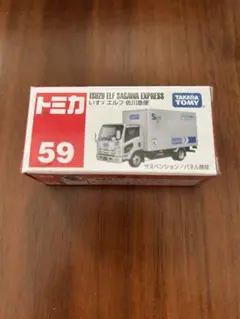 トミカ
59
ISUZU ELF SAGAWA EXPRESS
いすゞ エルフ 佐川急便
TAKARA TOMY
サスペンション/パネル開閉